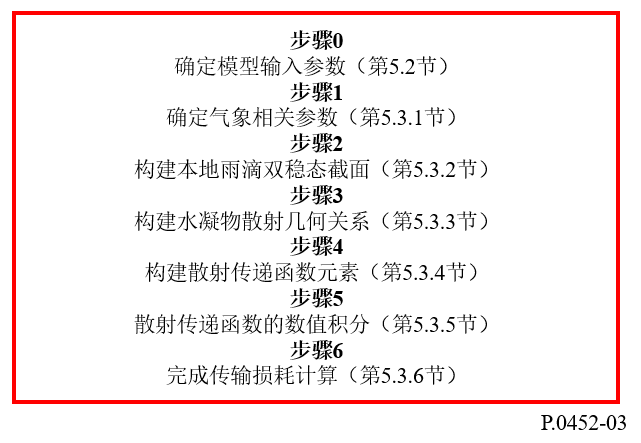 步骤0
确定模型输入参数（第5.2节）
步骤1
确定气象相关参数（第5.3.1节）
步骤2
构建本地雨滴双稳态截面（第5.3.2节）
步骤3
构建水凝物散射几何关系（第5.3.3节）
步骤4
构建散射传递函数元素（第5.3.4节）
步骤5
散射传递函数的数值积分（第5.3.5节）
步骤6
完成传输损耗计算（第5.3.6节）
P.0452-03